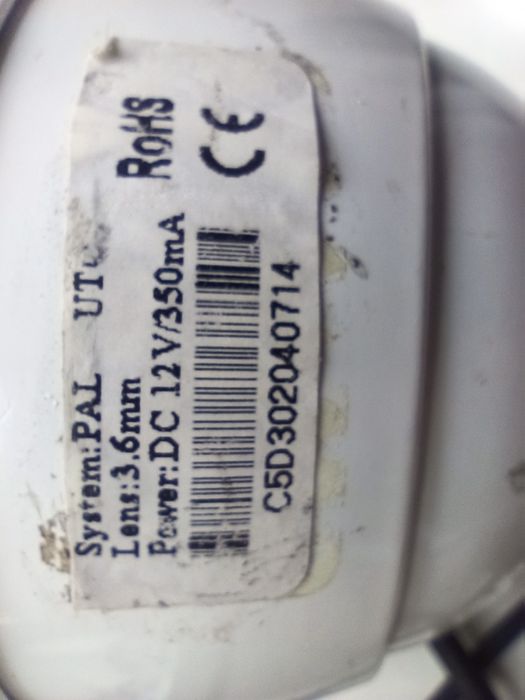 System:PAL
Lens:3.6mm RoHS
Power:DC 12V/350mA CE
C5D302040714